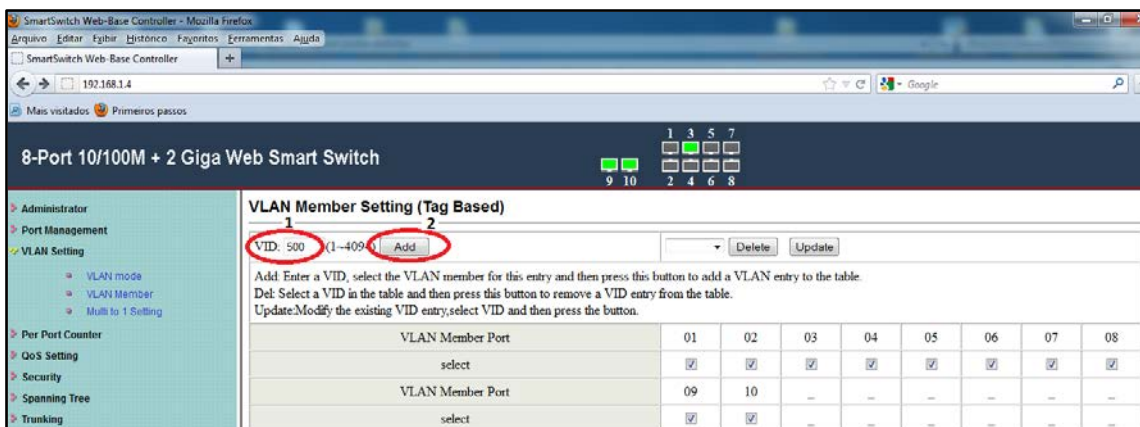 SmartSwitch Web-Base Controller - Mozilla Firefox
Arquivo Editar Exibir Histórico Favoritos Ferramentas Ajuda
SmartSwitch Web-Base Controller +
192.168.1.4 Google
Mais visitados Primeiros passos
1 3 5 7
8-Port 10/100M + 2 Giga Web Smart Switch
9 10 2 4 6 8
Administrator
Port Management
VLAN Setting
VLAN mode
VLAN Member
Multi to 1 Setting
Per Port Counter
QoS Setting
Security
Spanning Tree
Trunking
VLAN Member Setting (Tag Based)
1 2
VID: 500 (1~4094) Add Delete Update
Add: Enter a VID, select the VLAN member for this entry and then press this button to add a VLAN entry to the table.
Del: Select a VID in the table and then press this button to remove a VID entry from the table.
Update:Modify the existing VID entry,select VID and then press the button.
VLAN Member Port 01 02 03 04 05 06 07 08
select
VLAN Member Port 09 10 _ _ _ _ _ _
select _ _ _ _ _ _